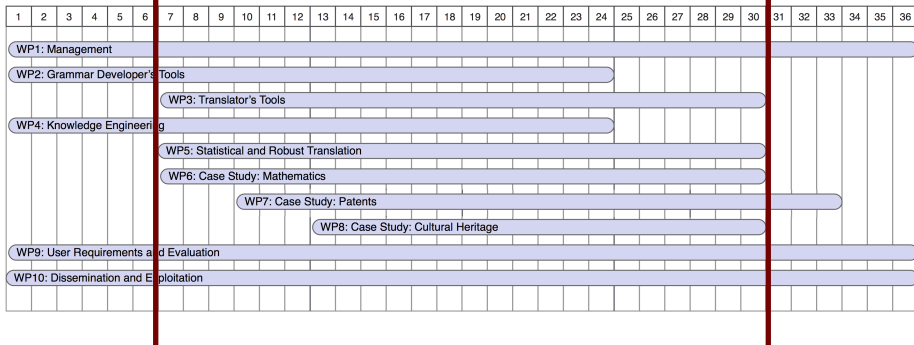 1 2 3 4 5 6 7 8 9 10 11 12 13 14 15 16 17 18 19 20 21 22 23 24 25 26 27 28 29 30 31 32 33 34 35 36
WP1: Management
WP2: Grammar Developer's Tools
WP3: Translator's Tools
WP4: Knowledge Engineering
WP5: Statistical and Robust Translation
WP6: Case Study: Mathematics
WP7: Case Study: Patents
WP8: Case Study: Cultural Heritage
WP9: User Requirements and Evaluation
WP10: Dissemination and Exploitation